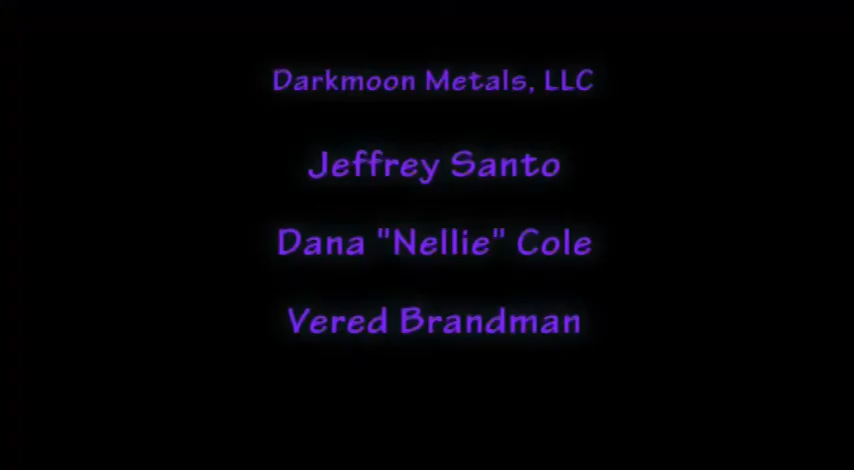 Darkmoon Metals, LLC
Jeffrey Santo
Dana "Nellie" Cole
Vered Brandman